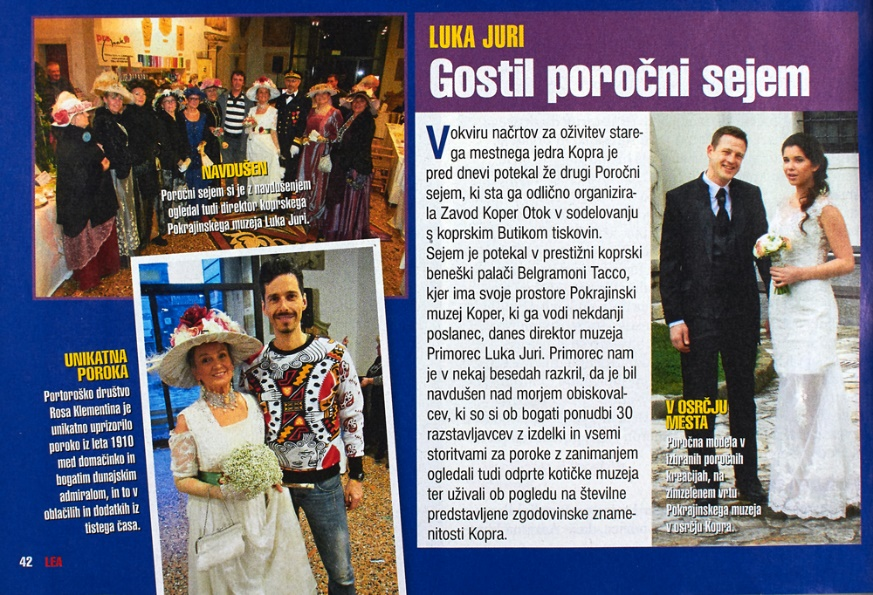 NAVDUŠEN
Poročni sejem si je z navdušenjem
ogledal tudi direktor koprskega
Pokrajinskega muzeja Luka Juri.
UNIKATNA
POROKA
Portoroško društvo
Rosa Klementina je
unikatno uprizorilo
poroko iz leta 1910
med domačinko in
bogatim dunajskim
admiralom, in to v
oblačilih in dodatkih iz
tistega časa.
LUKA JURI
Gostil poročni sejem
V okviru načrtov za oživitev stare-
ga mestnega jedra Kopra je
pred dnevi potekal že drugi Poročni
sejem, ki sta ga odlično organizira-
la Zavod Koper Otok v sodelovanju
s koprskim Butikom tiskovin.
Sejem je potekal v prestižni koprski
beneški palači Belgramoni Tacco,
kjer ima svoje prostore Pokrajinski
muzej Koper, ki ga vodi nekdanji
poslanec, danes direktor muzeja
Primorec Luka Juri. Primorec nam
je v nekaj besedah razkril, da je bil
navdušen nad morjem obiskoval-
cev, ki so si ob bogati ponudbi 30
razstavljavcev z izdelki in vsemi
storitvami za poroke z zanimanjem
ogledali tudi odprte kotičke muzeja
ter uživali ob pogledu na številne
predstavljene zgodovinske zname-
nitosti Kopra.
V OSRČJU
MESTA
Poročna modela v
izbranih poročnih
kreacijah, na
zimzelenem vrtu
Pokrajinskega muzeja
v osrčju Kopra.
42 LEA